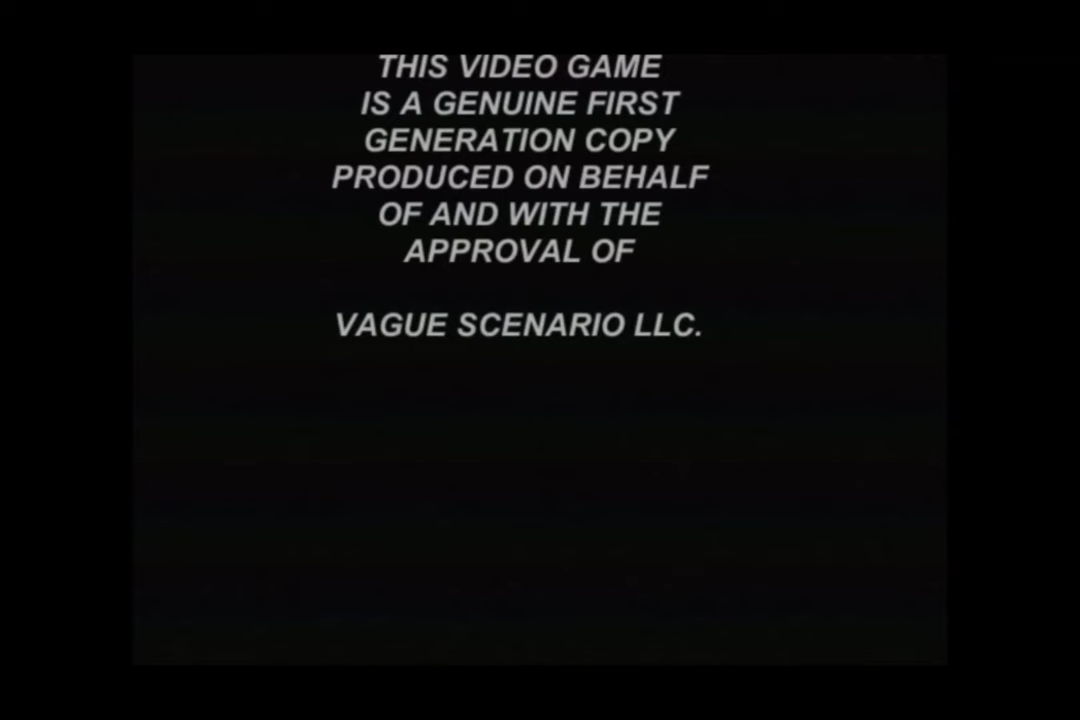 THIS VIDEO GAME
IS A GENUINE FIRST
GENERATION COPY
PRODUCED ON BEHALF
OF AND WITH THE
APPROVAL OF
VAGUE SCENARIO LLC.